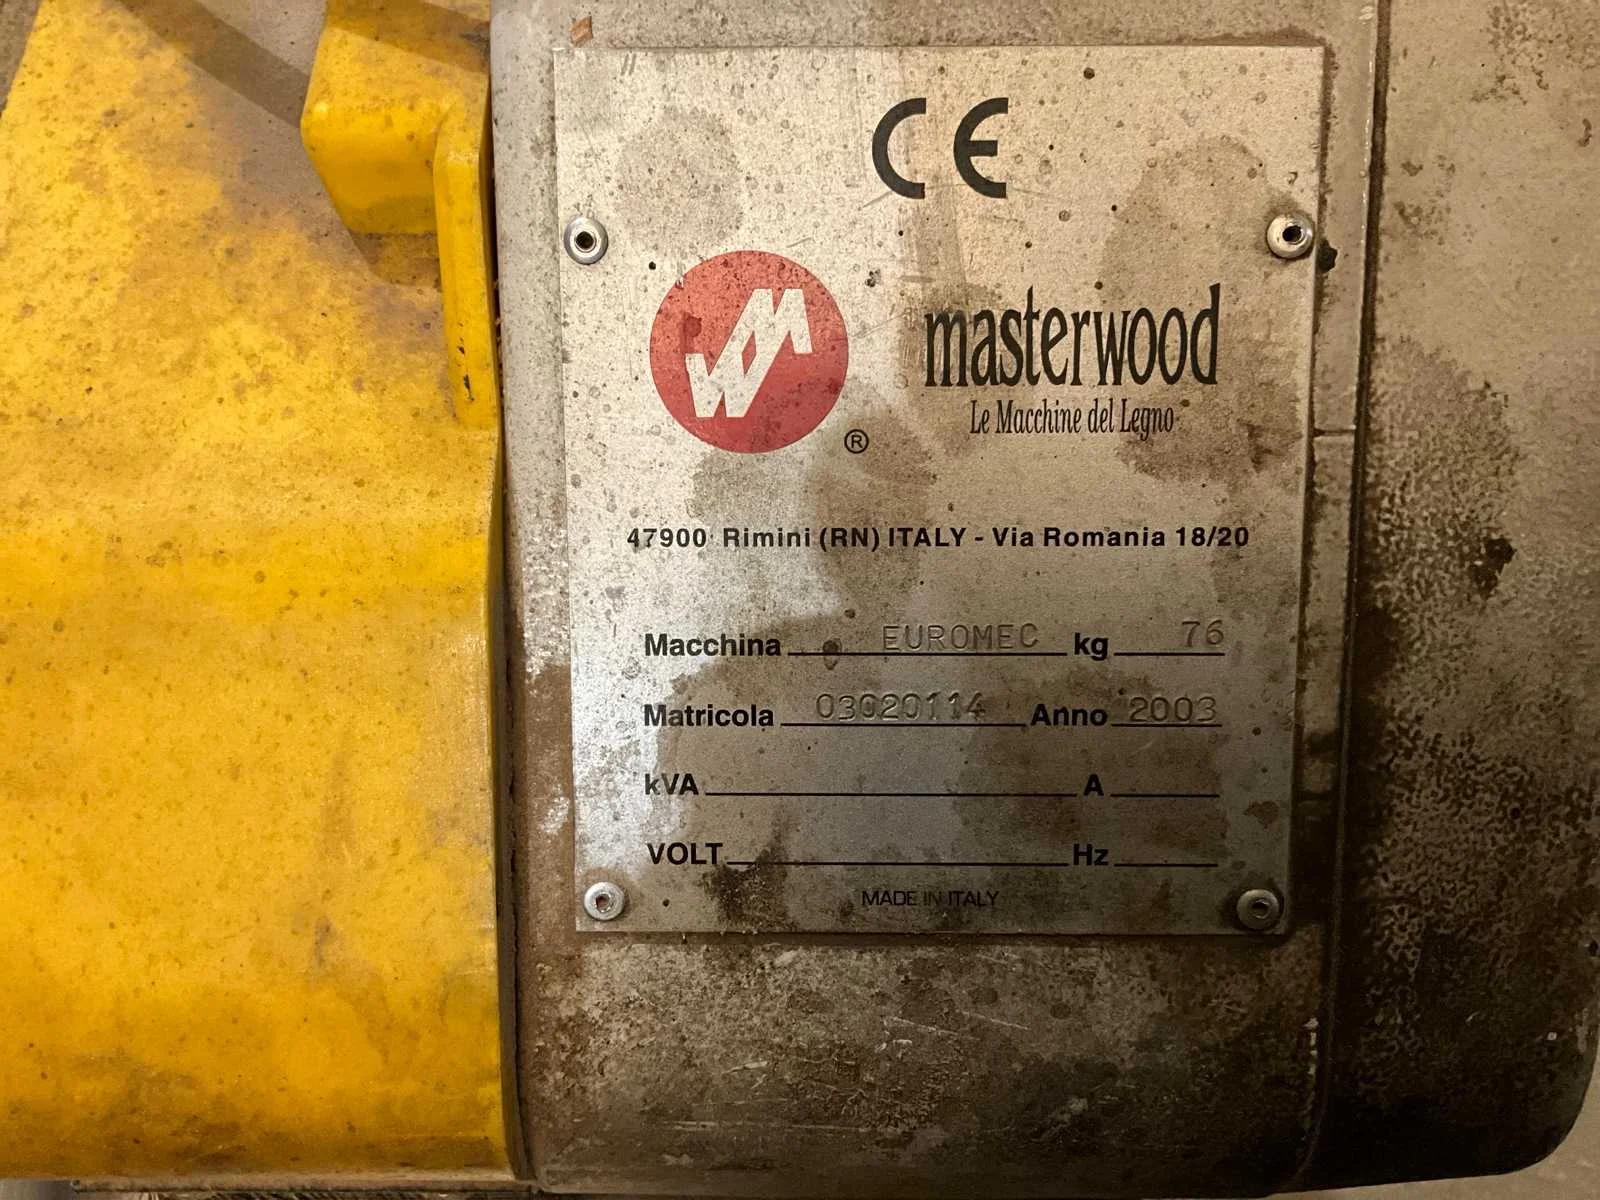 CE
MW
®
masterwood
Le Macchine del Legno
47900 Rimini (RN) ITALY - Via Romania 18/20
Macchina EUROMEC kg 76
Matricola 03020114 Anno 2003
kVA A
VOLT Hz
MADE IN ITALY